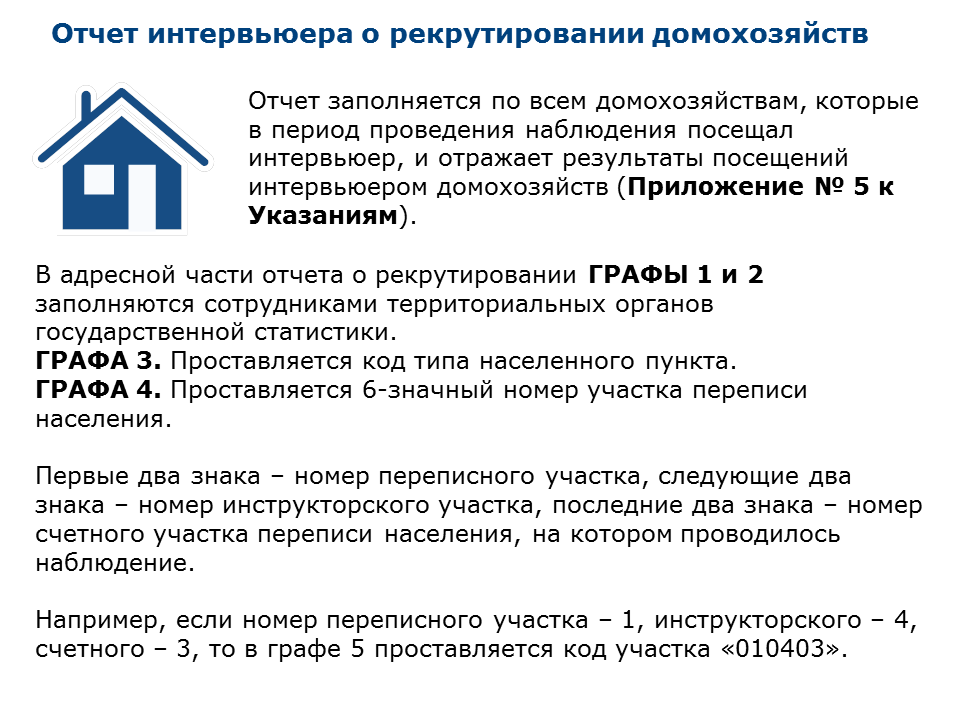 Отчет интервьюера о рекрутировании домохозяйств
Отчет заполняется по всем домохозяйствам, которые
в период проведения наблюдения посещал
интервьюер, и отражает результаты посещений
интервьюером домохозяйств (Приложение № 5 к
Указаниям).
В адресной части отчета о рекрутировании ГРАФЫ 1 и 2
заполняются сотрудниками территориальных органов
государственной статистики.
ГРАФА 3. Проставляется код типа населенного пункта.
ГРАФА 4. Проставляется 6-значный номер участка переписи
населения.
Первые два знака – номер переписного участка, следующие два
знака – номер инструкторского участка, последние два знака – номер
счетного участка переписи населения, на котором проводилось
наблюдение.
Например, если номер переписного участка – 1, инструкторского – 4,
счетного – 3, то в графе 5 проставляется код участка «010403».